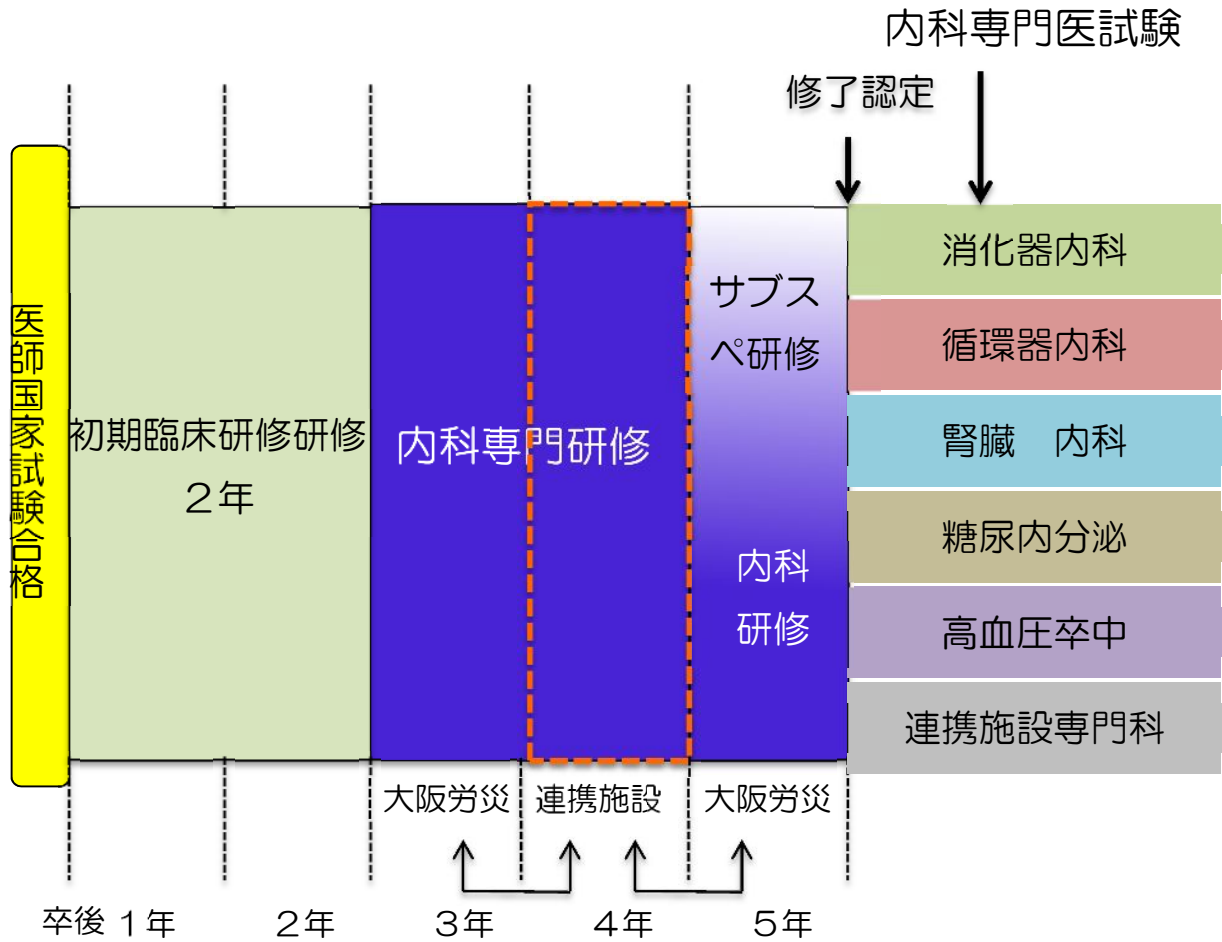 内科専門医試験
修了認定
医師国家試験合格
初期臨床研修研修
２年
内科専門研修
サブス
ペ研修
内科
研修
消化器内科
循環器内科
腎臓　内科
糖尿内分泌
高血圧卒中
連携施設専門科
大阪労災 連携施設 大阪労災
卒後 １年 ２年 ３年 ４年 ５年